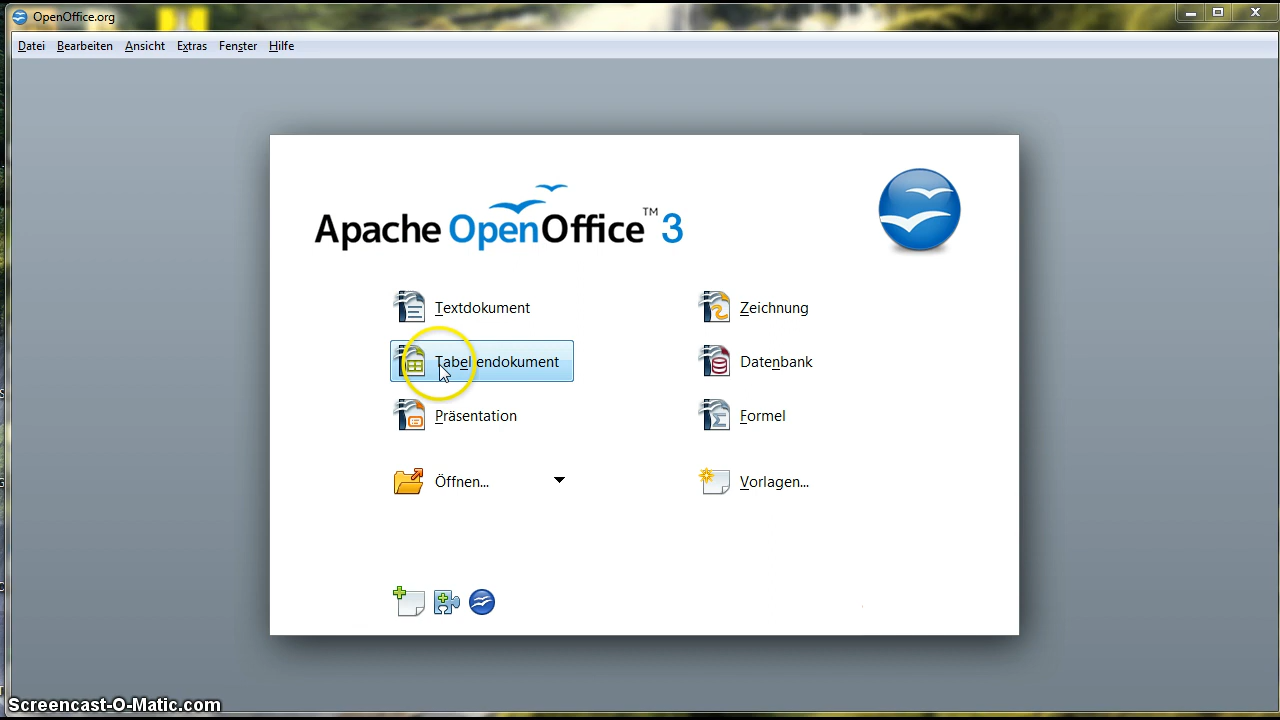 OpenOffice.org
Datei Bearbeiten Ansicht Extras Fenster Hilfe
Apache OpenOffice™ 3
Textdokument Zeichnung
Tabellendokument Datenbank
Präsentation Formel
Öffnen... Vorlagen...
Screencast-O-Matic.com